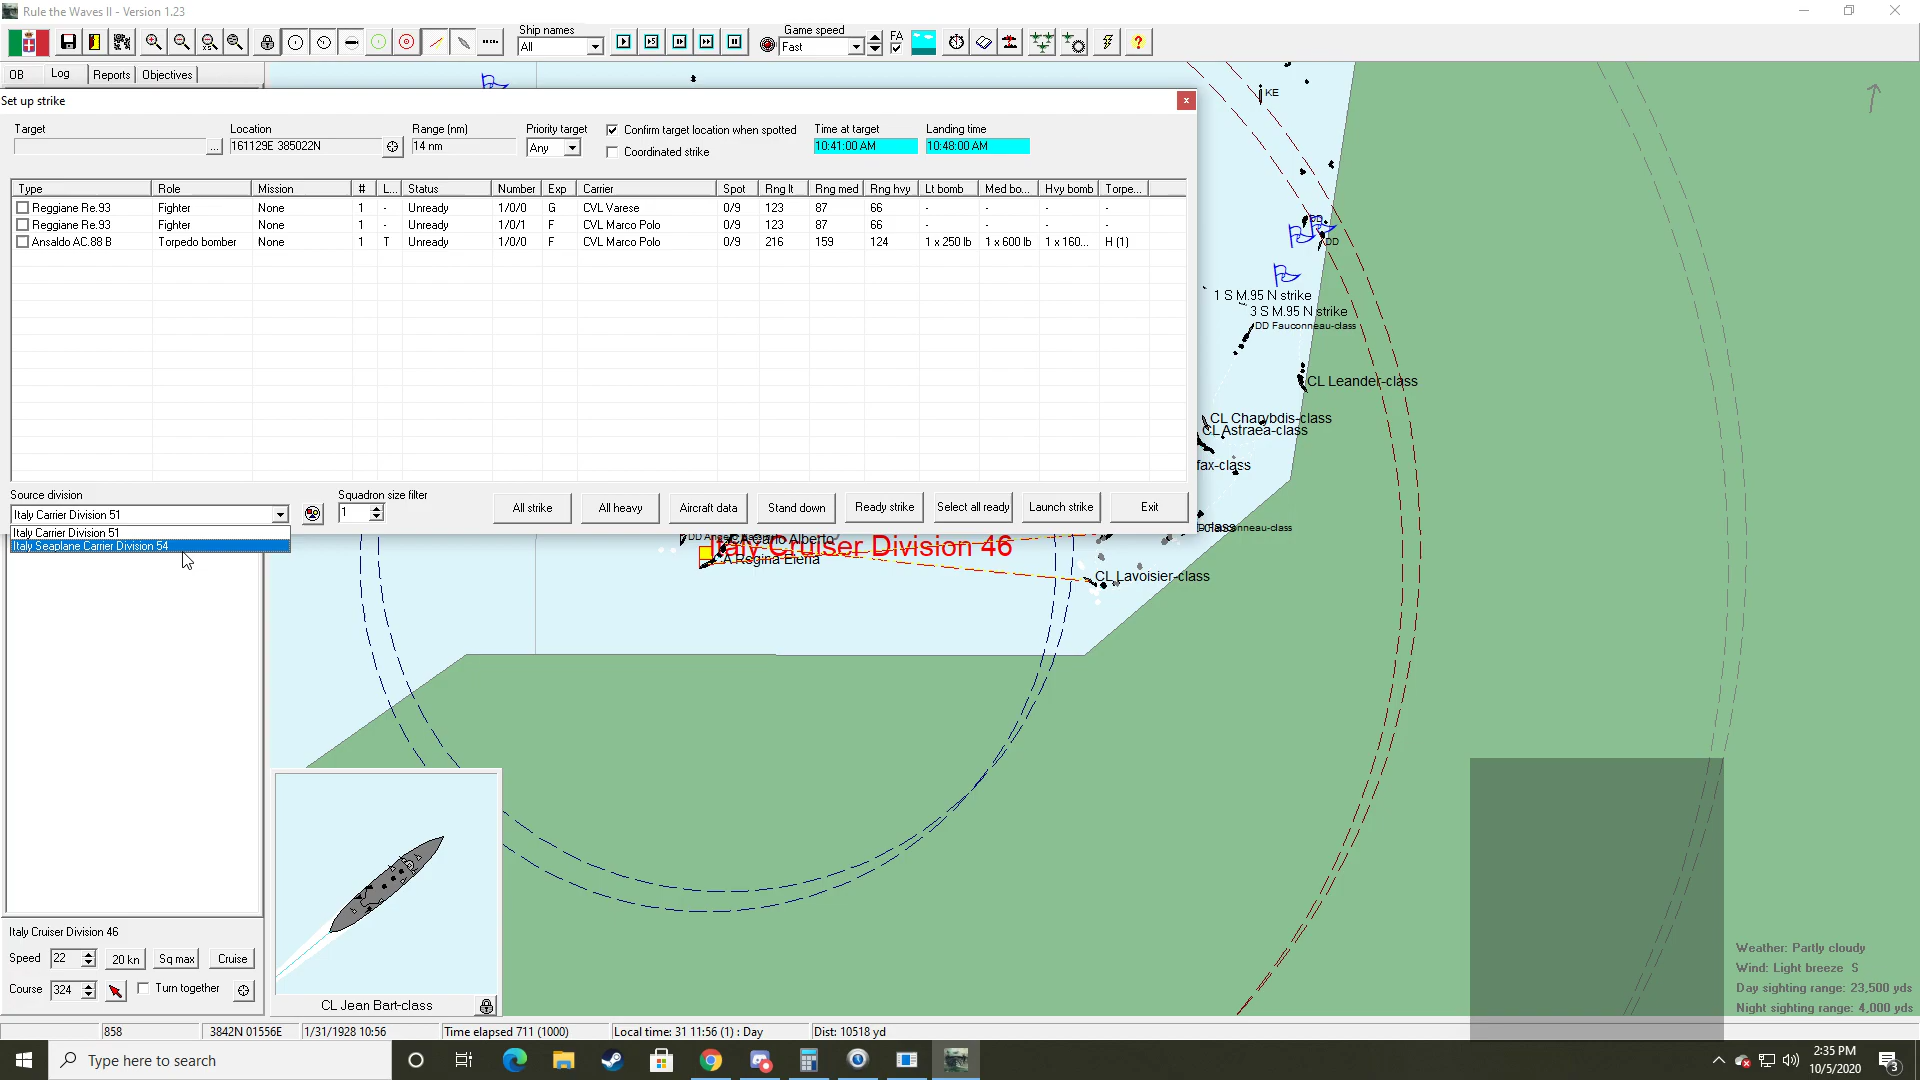 Rule the Waves II - Version 1.23
Ship names
All
Game speed
Fast
FA
OB
Log
Reports
Objectives
Set up strike
Target
Location
Range (nm)
Priority target
Confirm target location when spotted
Time at target
Landing time
...
161129E 385022N
14 nm
Any
Coordinated strike
10:41:00 AM
10:48:00 AM
Type Role Mission # L... Status Number Exp Carrier Spot Rng lt Rng med Rng hvy Lt bomb Med bo... Hvy bomb Torpe...
Reggiane Re.93 Fighter None 1 - Unready 1/0/0 G CVL Varese 0/9 123 87 66 - - - -
Reggiane Re.93 Fighter None 1 - Unready 1/0/1 F CVL Marco Polo 0/9 123 87 66 - - - -
Ansaldo AC.88 B Torpedo bomber None 1 T Unready 1/0/0 F CVL Marco Polo 0/9 216 159 124 1 x 250 lb 1 x 600 lb 1 x 160... H (1)
Source division
Squadron size filter
Italy Carrier Division 51
1
All strike
All heavy
Aircraft data
Stand down
Ready strike
Select all ready
Launch strike
Exit
Italy Carrier Division 51
Italy Seaplane Carrier Division 54
KE
DD
DD
1 S M.95 N strike
3 S M.95 N strike
DD Fauconneau-class
CL Leander-class
CL Charybdis-class
CL Astraea-class
fax-class
Italy Cruiser Division 46
CL Lavoisier-class
CL Jean Bart-class
Italy Cruiser Division 46
Speed 22 20 kn Sq max Cruise
Course 324 Turn together
Weather: Partly cloudy
Wind: Light breeze S
Day sighting range: 23,500 yds
Night sighting range: 4,000 yds
858
3842N 01556E
1/31/1928 10:56
Time elapsed 711 (1000)
Local time: 31 11:56 (1) : Day
Dist: 10518 yd
Type here to search
2:35 PM
10/5/2020
3